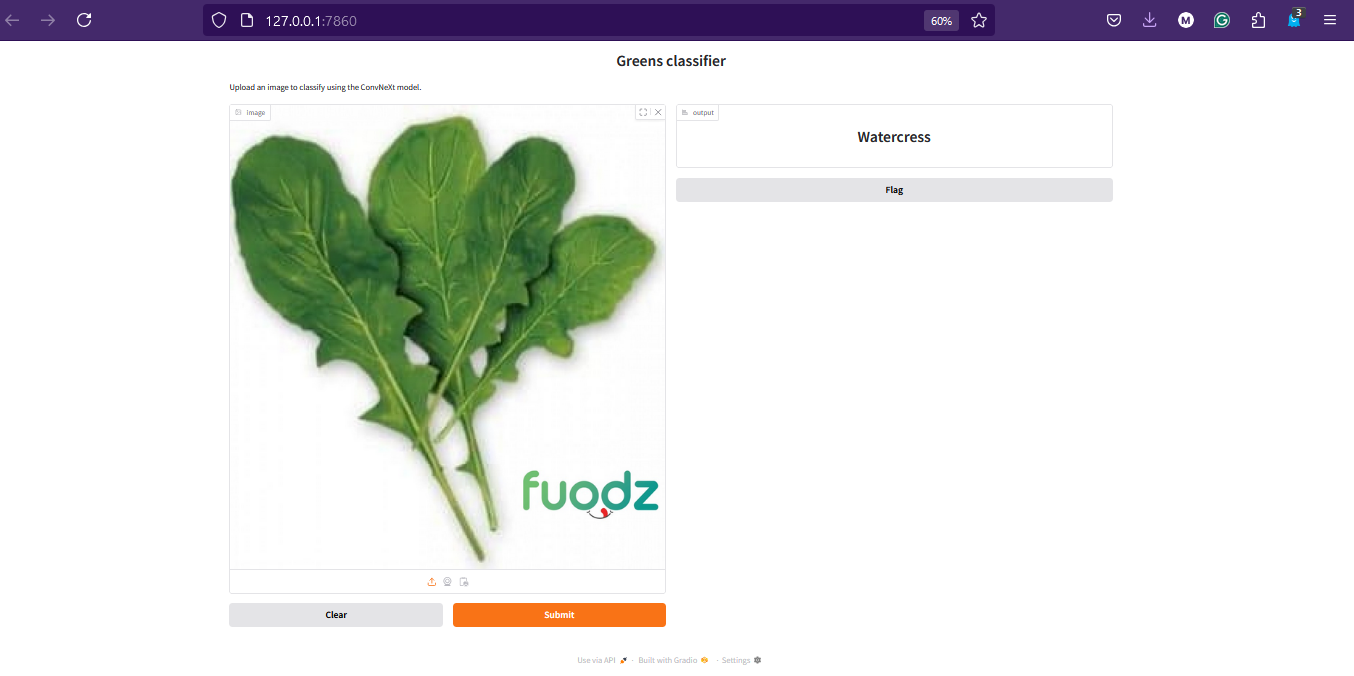 127.0.0.1:7860
60%
M
G
3
Greens classifier
Upload an image to classify using the ConvNeXt model.
Image
output
Watercress
Flag
fuodz
Clear
Submit
Use via API · Built with Gradio · Settings